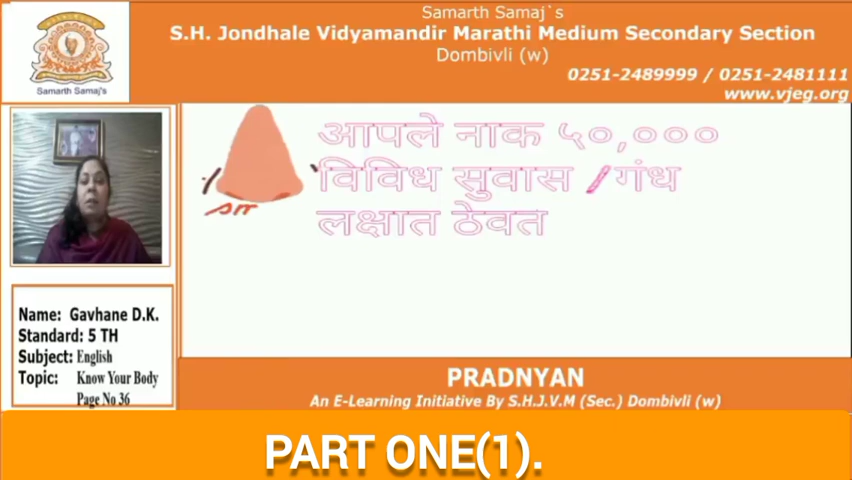 Samarth Samaj`s
S.H. Jondhale Vidyamandir Marathi Medium Secondary Section
Dombivli (w)
0251-2489999 / 0251-2481111
www.vjeg.org
Samarth Samaj's
आपले नाक ५०,०००
विविध सुवास /गंध
लक्षात ठेवत
Name: Gavhane D.K.
Standard: 5 TH
Subject: English
Topic: Know Your Body
Page No 36
PRADNYAN
An E-Learning Initiative By S.H.J.V.M (Sec.) Dombivli (w)
PART ONE(1).